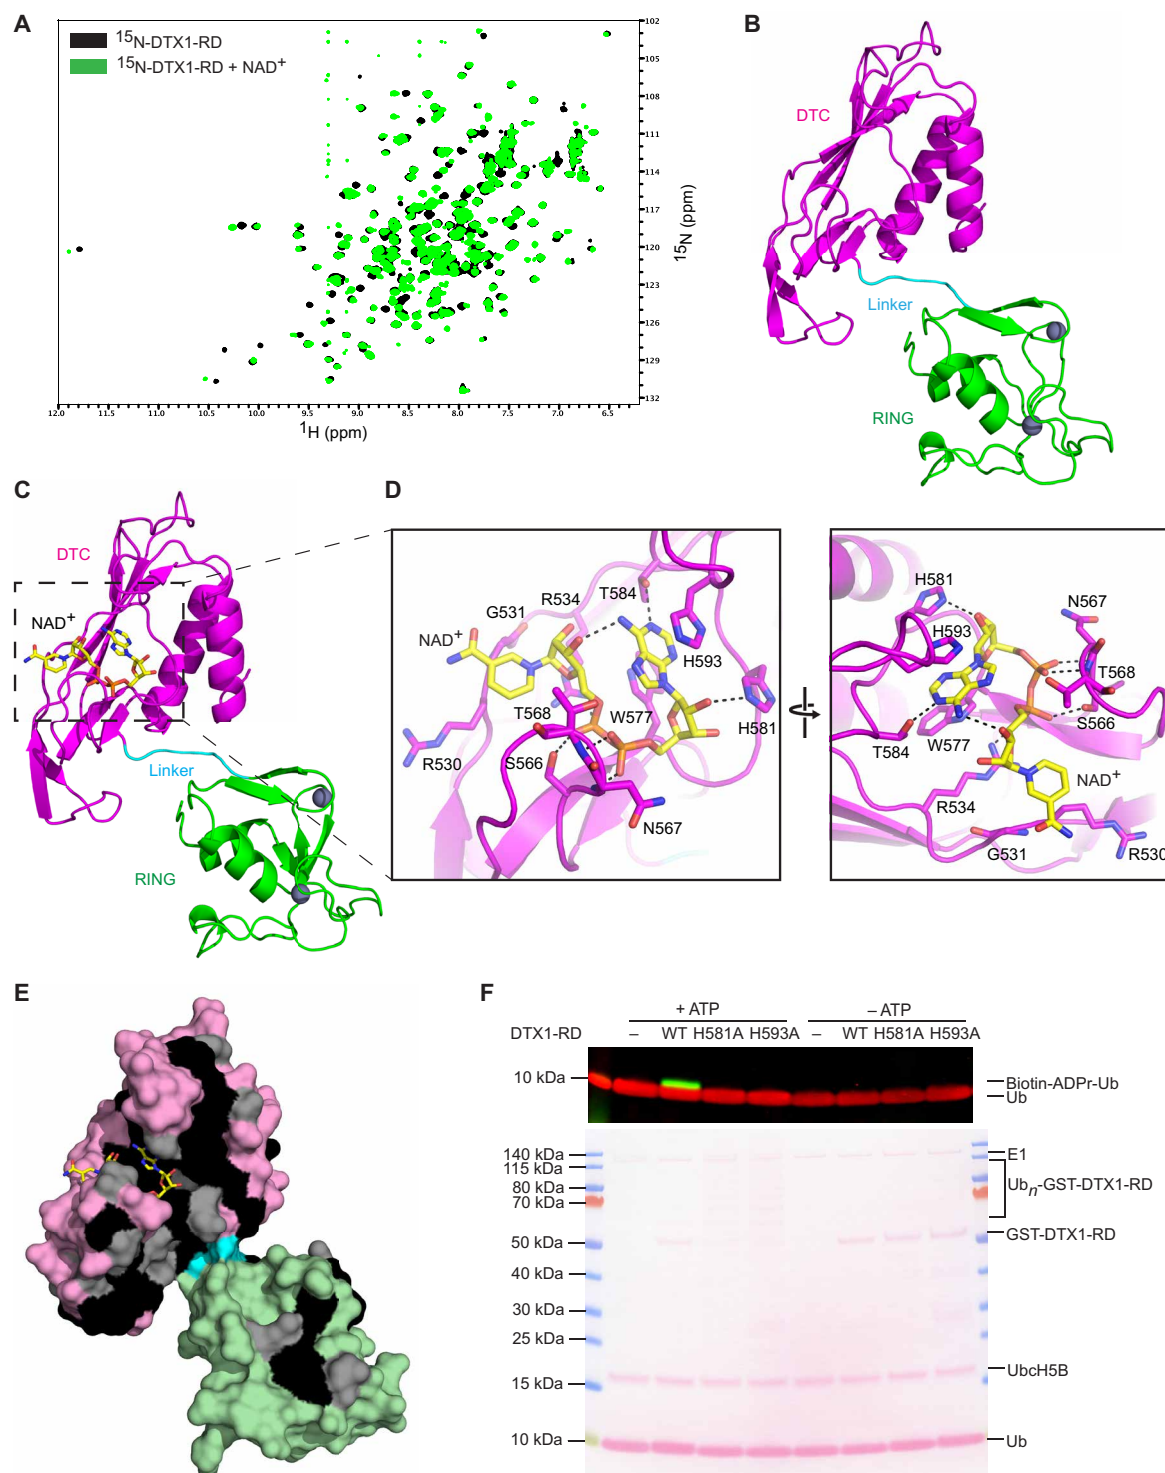 A
15N-DTX1-RD
15N-DTX1-RD + NAD+
102
105
108
111
114
117
120
123
126
129
132
15N (ppm)
12.0 11.5 11.0 10.5 10.0 9.5 9.0 8.5 8.0 7.5 7.0 6.5
1H (ppm)
B
DTC
Linker
RING
C
DTC
NAD+
Linker
RING
D
G531
R534
T584
NAD+
H593
T568
W577
H581
R530
S566
N567
H581
N567
H593
T568
S566
T584
W577
NAD+
R534
G531
R530
E
F
+ ATP – ATP
DTX1-RD – WT H581A H593A – WT H581A H593A
10 kDa
Biotin-ADPr-Ub
Ub
140 kDa
115 kDa
80 kDa
70 kDa
50 kDa
40 kDa
30 kDa
25 kDa
15 kDa
10 kDa
E1
Ubn-GST-DTX1-RD
GST-DTX1-RD
UbcH5B
Ub